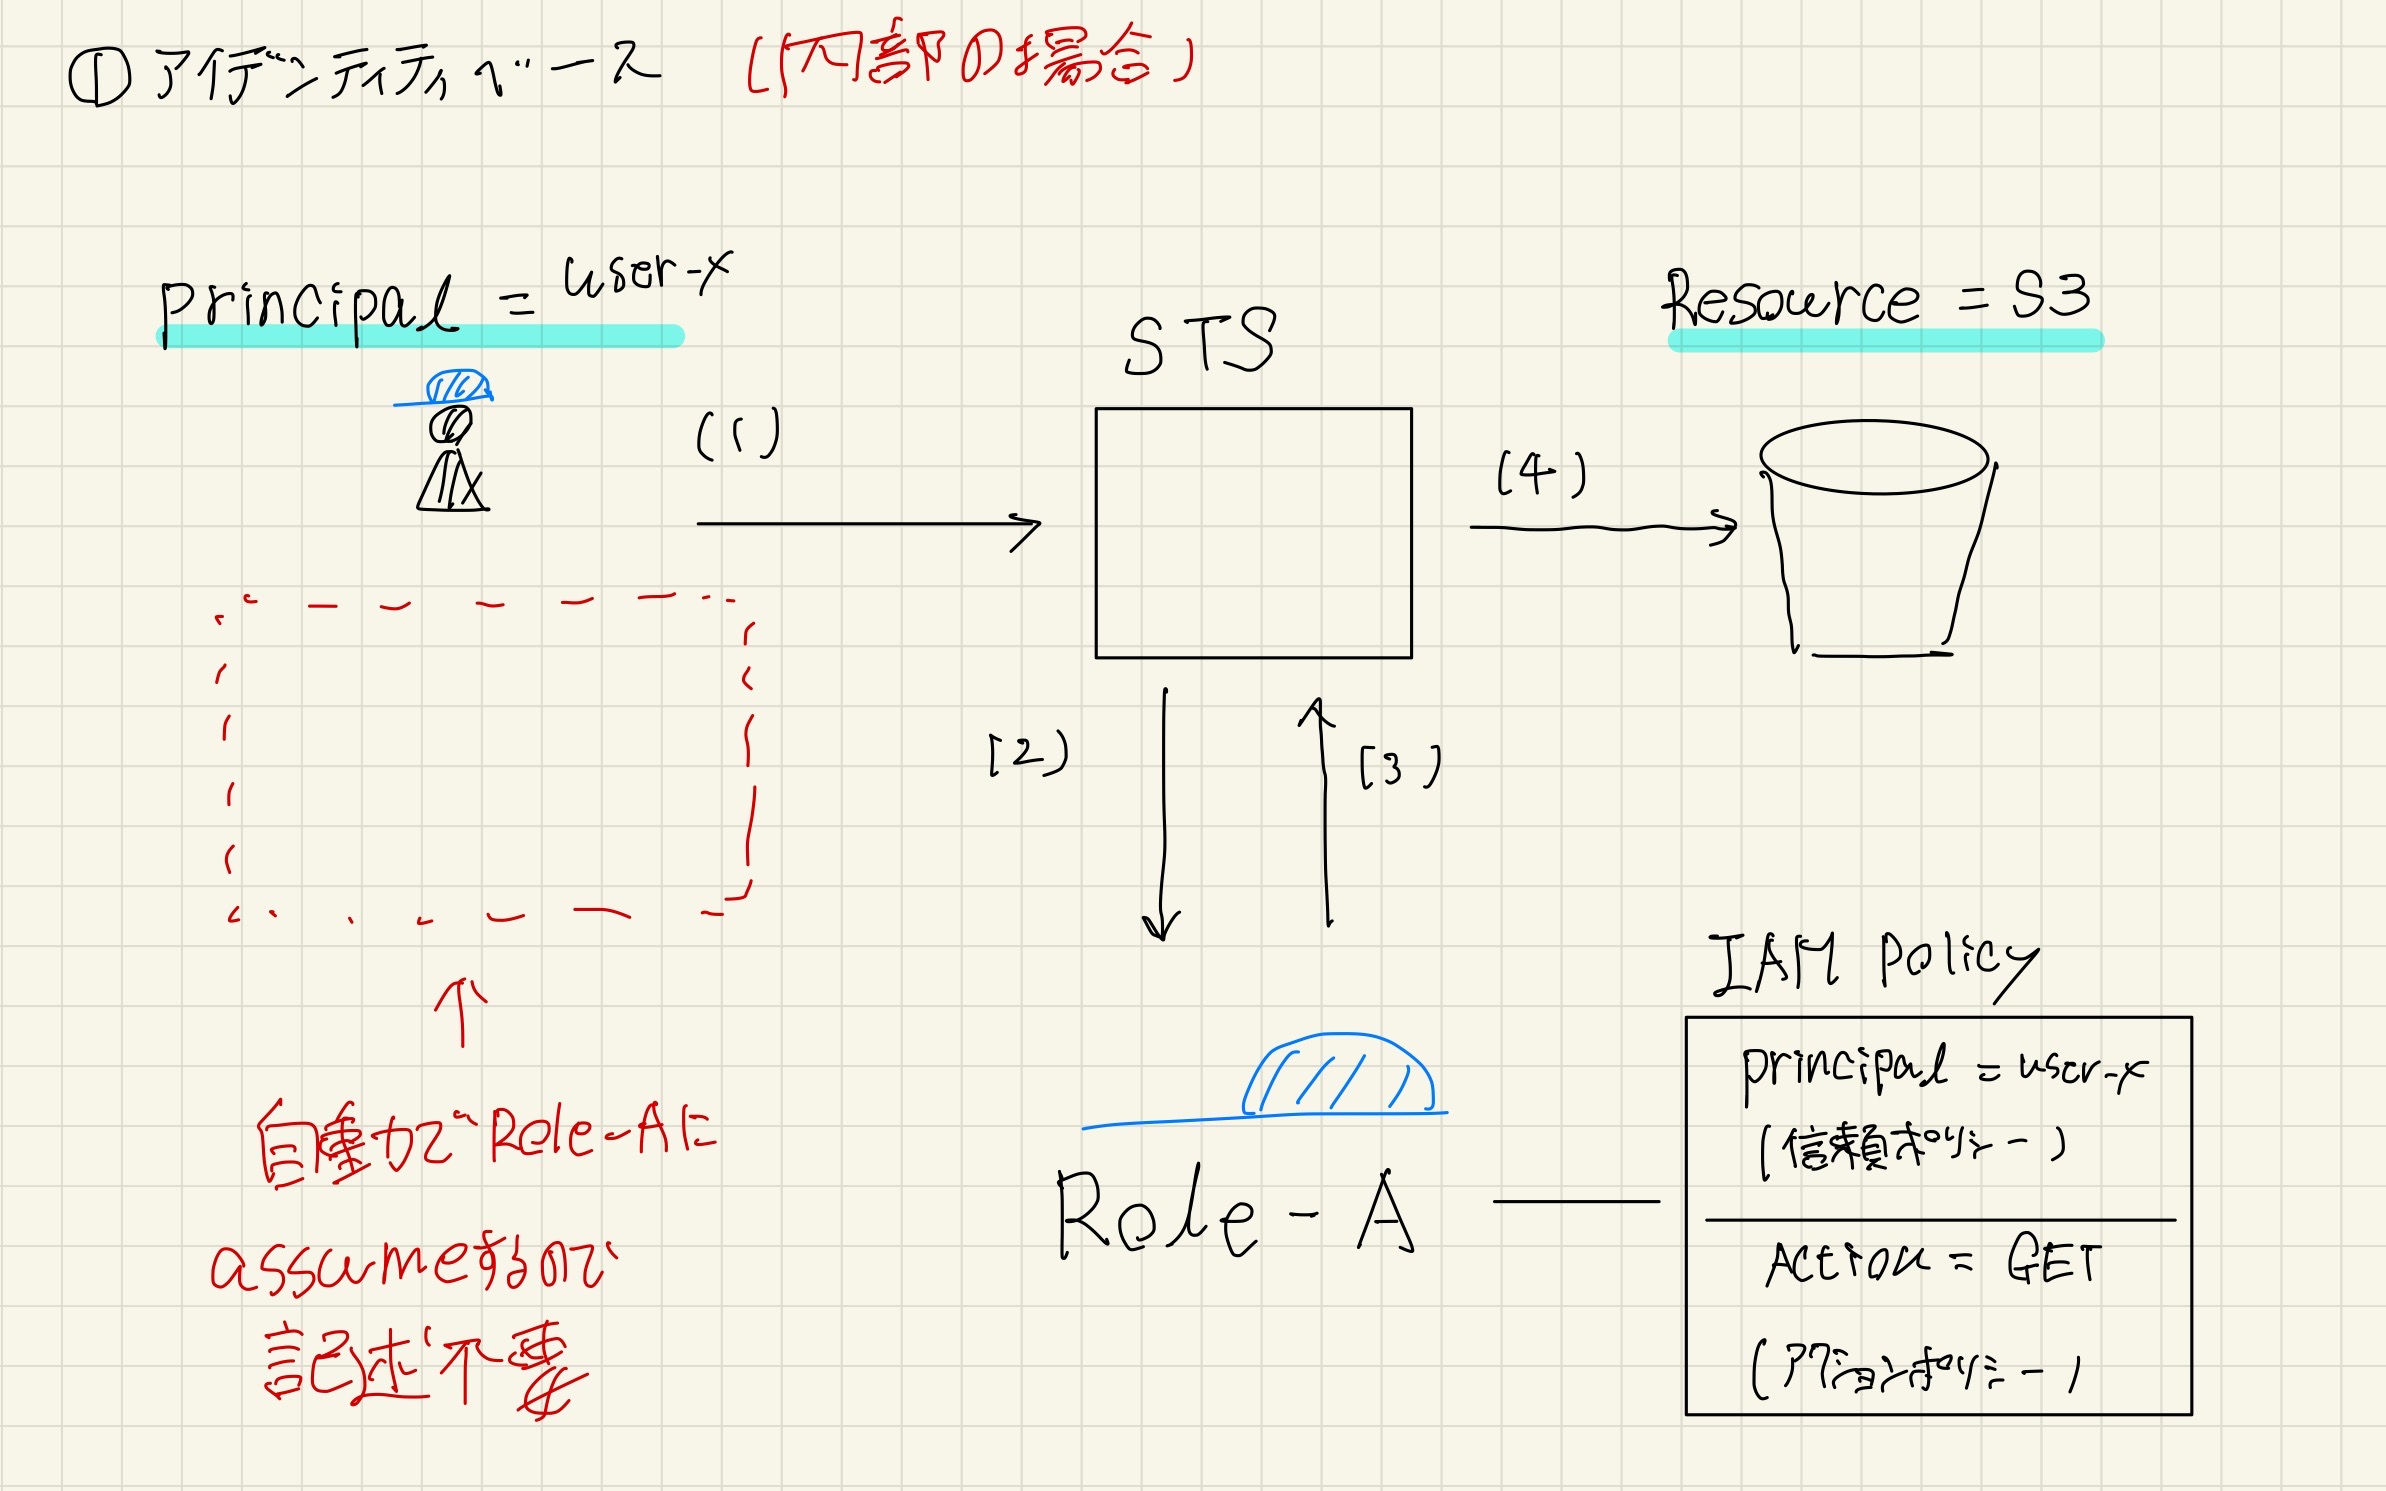 ① アイデンティティベース (内部の場合)
principal = user-x
Resource = S3
STS
(1)
(4)
(2)
(3)
IAM policy
principal = user-x
(信頼ポリシー)
Action = GET
(アクションポリシー)
Role-A
自動でRole-Aに
assumeするので
記述不要